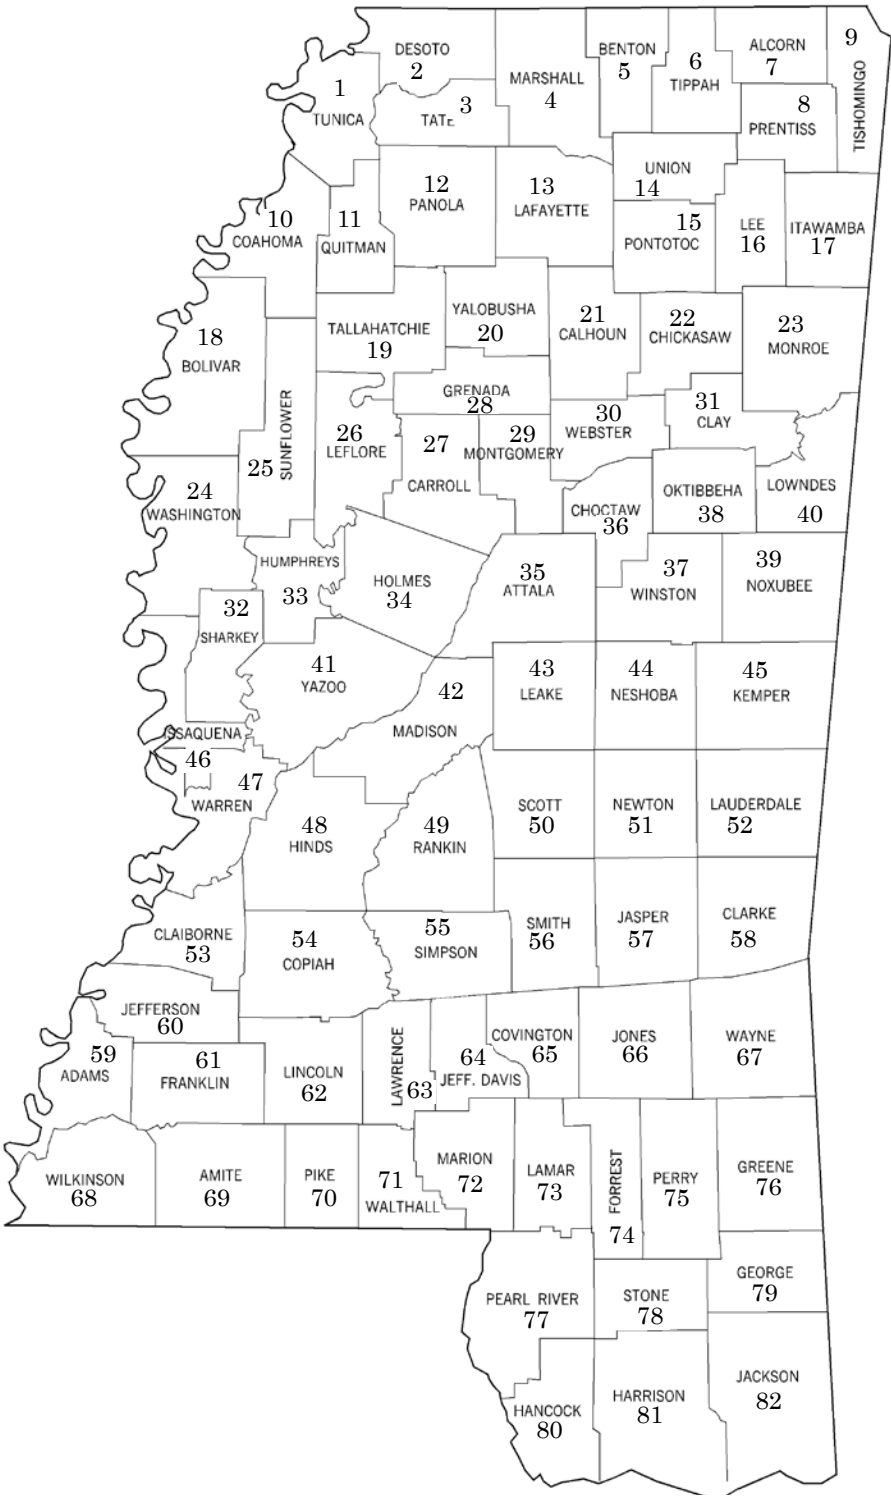 DESOTO
2
1
TUNICA
TATE
3
MARSHALL
4
BENTON
5
6
TIPPAH
ALCORN
7
9
TISHOMINGO
8
PRENTISS
10
COAHOMA
11
QUITMAN
12
PANOLA
13
LAFAYETTE
UNION
14
15
PONTOTOC
LEE
16
ITAWAMBA
17
18
BOLIVAR
TALLAHATCHIE
19
YALOBUSHA
20
21
CALHOUN
22
CHICKASAW
23
MONROE
24
WASHINGTON
25
SUNFLOWER
26
LEFLORE
27
CARROLL
GRENADA
28
29
MONTGOMERY
30
WEBSTER
31
CLAY
CHOCTAW
36
OKTIBBEHA
38
LOWNDES
40
32
SHARKEY
HUMPHREYS
33
HOLMES
34
35
ATTALA
37
WINSTON
39
NOXUBEE
41
YAZOO
42
MADISON
43
LEAKE
44
NESHOBA
45
KEMPER
ISSAQUENA
46
47
WARREN
48
HINDS
49
RANKIN
SCOTT
50
NEWTON
51
LAUDERDALE
52
CLAIBORNE
53
54
COPIAH
55
SIMPSON
SMITH
56
JASPER
57
CLARKE
58
59
ADAMS
JEFFERSON
60
61
FRANKLIN
LINCOLN
62
LAWRENCE
63
64
JEFF. DAVIS
COVINGTON
65
JONES
66
WAYNE
67
WILKINSON
68
AMITE
69
PIKE
70
71
WALTHALL
MARION
72
LAMAR
73
FORREST
74
PERRY
75
GREENE
76
PEARL RIVER
77
STONE
78
GEORGE
79
HANCOCK
80
HARRISON
81
JACKSON
82